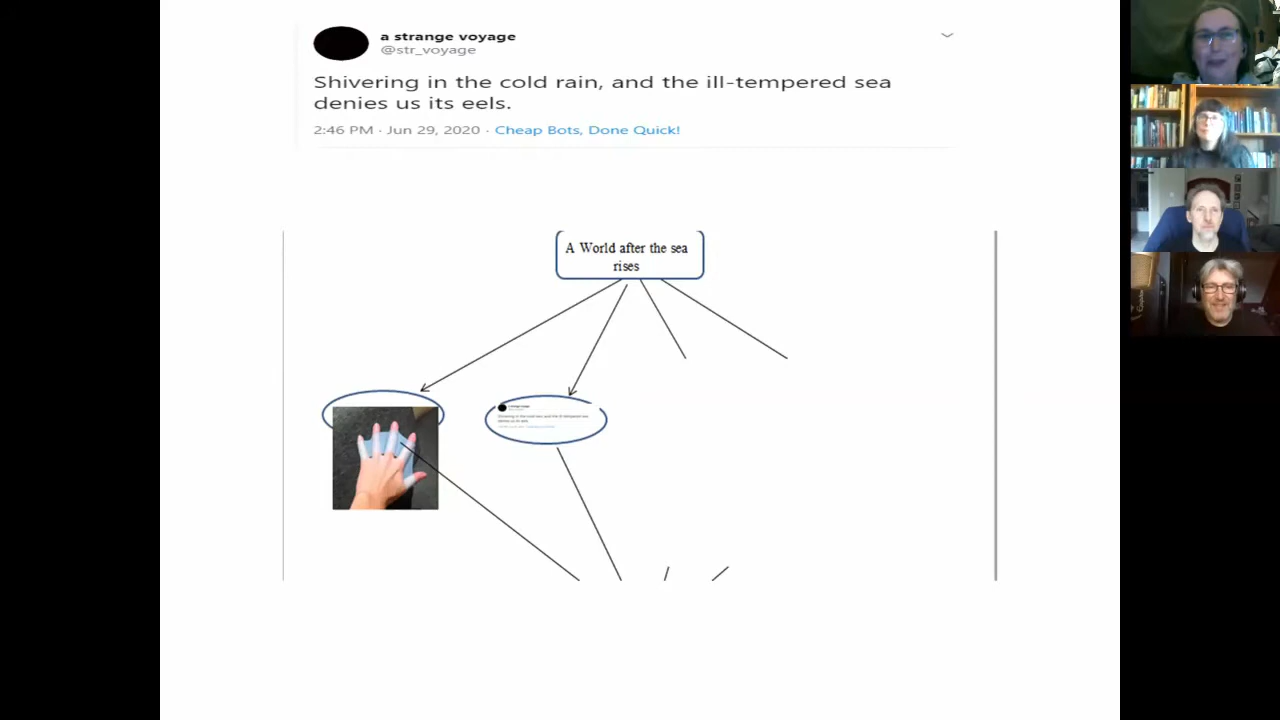 a strange voyage
@str_voyage
Shivering in the cold rain, and the ill-tempered sea
denies us its eels.
2:46 PM · Jun 29, 2020 · Cheap Bots, Done Quick!
A World after the sea
rises